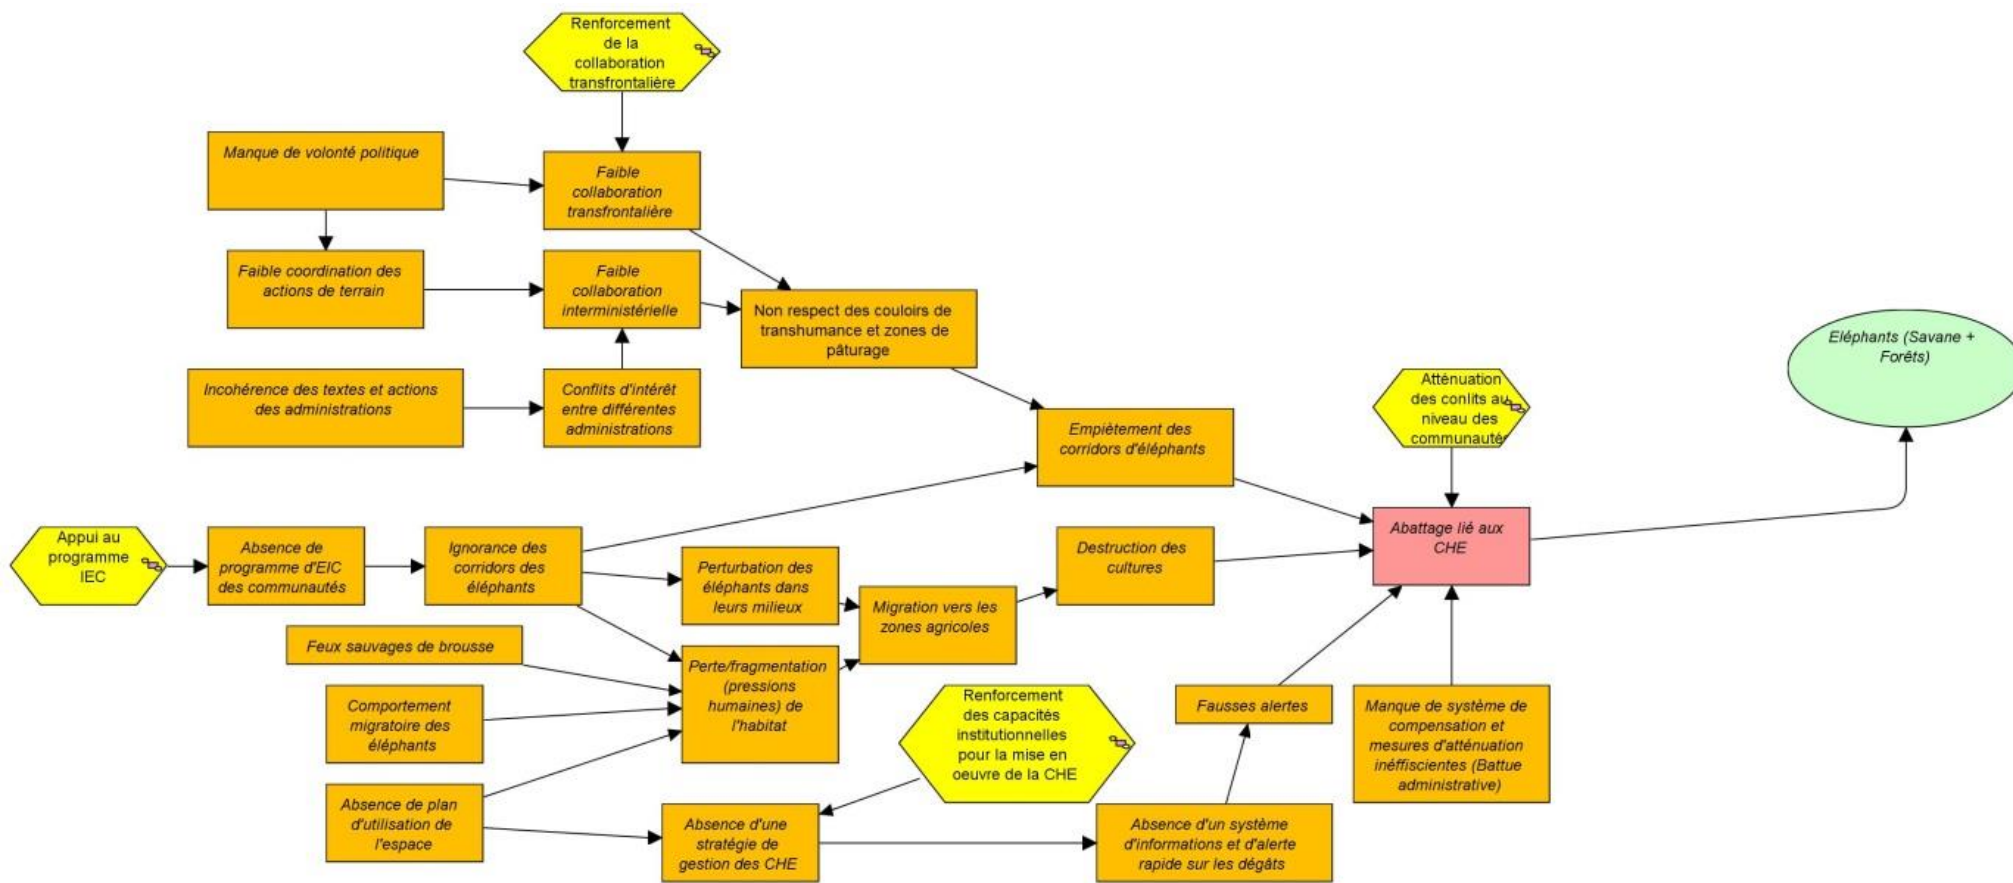 Renforcement
de la
collaboration
transfrontalière
Manque de volonté politique
Faible
collaboration
transfrontalière
Faible coordination des
actions de terrain
Faible
collaboration
interministérielle
Non respect des couloirs de
transhumance et zones de
pâturage
Eléphants (Savane +
Forêts)
Incohérence des textes et actions
des administrations
Conflits d'intérêt
entre différentes
administrations
Atténuation
des conlits au
niveau des
communautés
Empiètement des
corridors d'éléphants
Appui au
programme
IEC
Absence de
programme d'EIC
des communautés
Ignorance des
corridors des
éléphants
Perturbation des
éléphants dans
leurs milieux
Destruction des
cultures
Abattage lié aux
CHE
Migration vers les
zones agricoles
Feux sauvages de brousse
Perte/fragmentation
(pressions
humaines) de
l'habitat
Comportement
migratoire des
éléphants
Renforcement
des capacités
institutionnelles
pour la mise en
oeuvre de la CHE
Fausses alertes
Manque de système de
compensation et
mesures d'atténuation
inéffiscientes (Battue
administrative)
Absence de plan
d'utilisation de
l'espace
Absence d'une
stratégie de
gestion des CHE
Absence d'un système
d'informations et d'alerte
rapide sur les dégâts